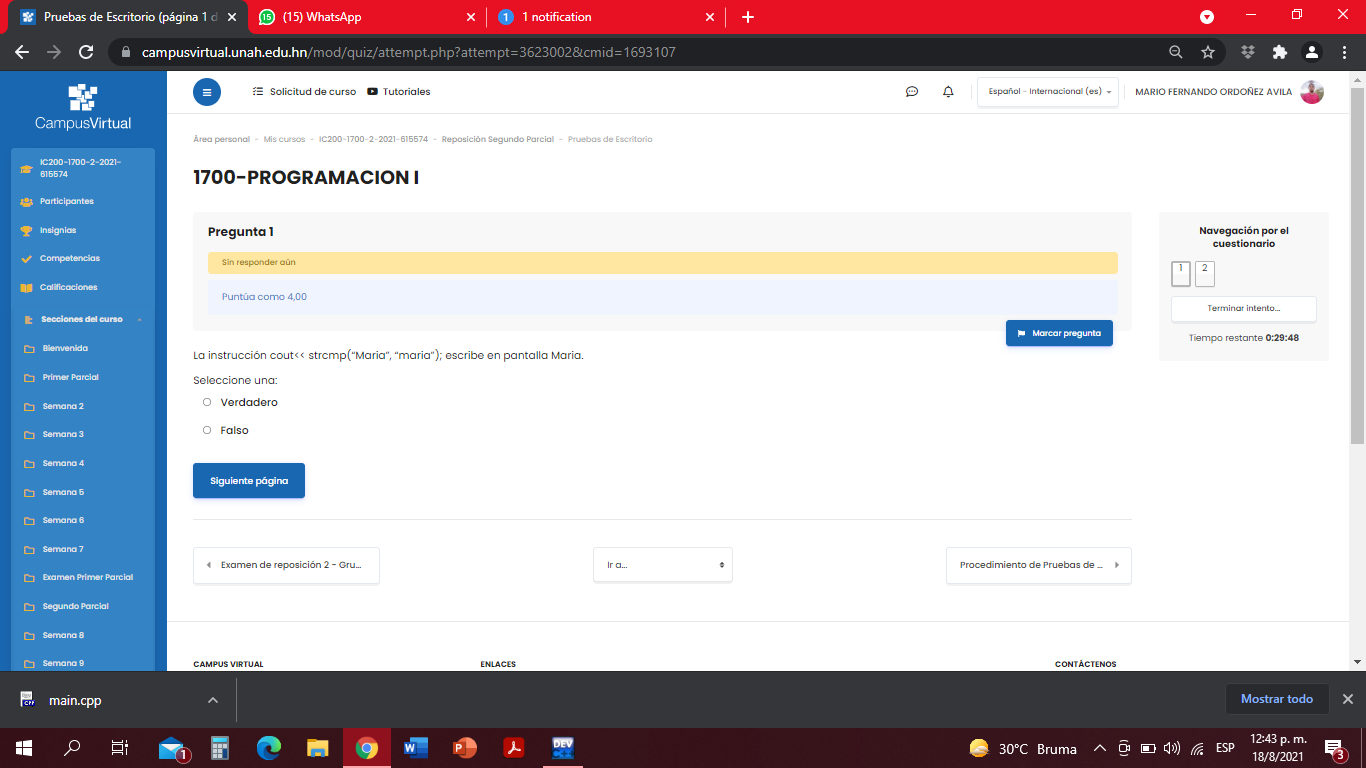 Pruebas de Escritorio (página 1 d
(15) WhatsApp
1 notification
campusvirtual.unah.edu.hn/mod/quiz/attempt.php?attempt=3623002&cmid=1693107
CampusVirtual
Solicitud de curso
Tutoriales
Español - Internacional (es)
MARIO FERNANDO ORDOÑEZ AVILA
IC200-1700-2-2021-
615574
Participantes
Insignias
Competencias
Calificaciones
Secciones del curso
Bienvenida
Primer Parcial
Semana 2
Semana 3
Semana 4
Semana 5
Semana 6
Semana 7
Examen Primer Parcial
Segundo Parcial
Semana 8
Semana 9
Área personal - Mis cursos - IC200-1700-2-2021-615574 - Reposición Segundo Parcial - Pruebas de Escritorio
1700-PROGRAMACION I
Pregunta 1
Sin responder aún
Puntúa como 4,00
Marcar pregunta
La instrucción cout<< strcmp(“Maria”, “maria”); escribe en pantalla Maria.
Seleccione una:
Verdadero
Falso
Siguiente página
Navegación por el
cuestionario
1 2
Terminar intento...
Tiempo restante 0:29:48
Examen de reposición 2 - Gru...
Ir a...
Procedimiento de Pruebas de ...
CAMPUS VIRTUAL
ENLACES
CONTÁCTENOS
main.cpp
Mostrar todo
1
DEV
30°C Bruma
ESP
12:43 p. m.
18/8/2021
3